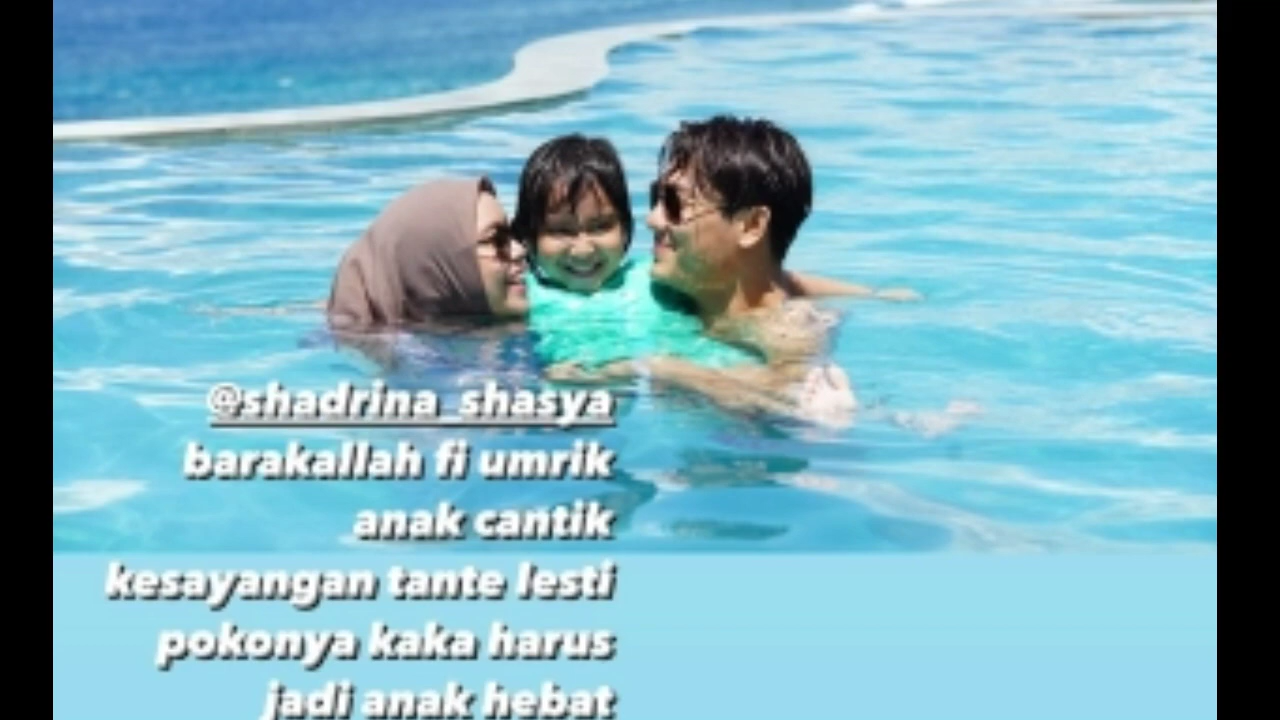 @shadrina_shasya
barakallah fi umrik
anak cantik
kesayangan tante lesti
pokonya kaka harus
jadi anak hebat